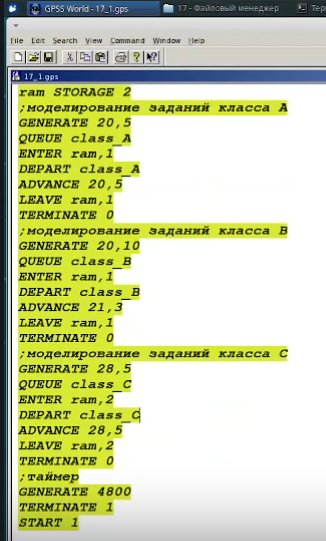 GPSS World - 17_1.gps
17 - Файловый менеджер
Тер
File Edit Search View Command Window Help
17_1.gps
ram STORAGE 2
;моделирование заданий класса A
GENERATE 20,5
QUEUE class_A
ENTER ram,1
DEPART class_A
ADVANCE 20,5
LEAVE ram,1
TERMINATE 0
;моделирование заданий класса B
GENERATE 20,10
QUEUE class_B
ENTER ram,1
DEPART class_B
ADVANCE 21,3
LEAVE ram,1
TERMINATE 0
;моделирование заданий класса C
GENERATE 28,5
QUEUE class_C
ENTER ram,2
DEPART class_C
ADVANCE 28,5
LEAVE ram,2
TERMINATE 0
;таймер
GENERATE 4800
TERMINATE 1
START 1